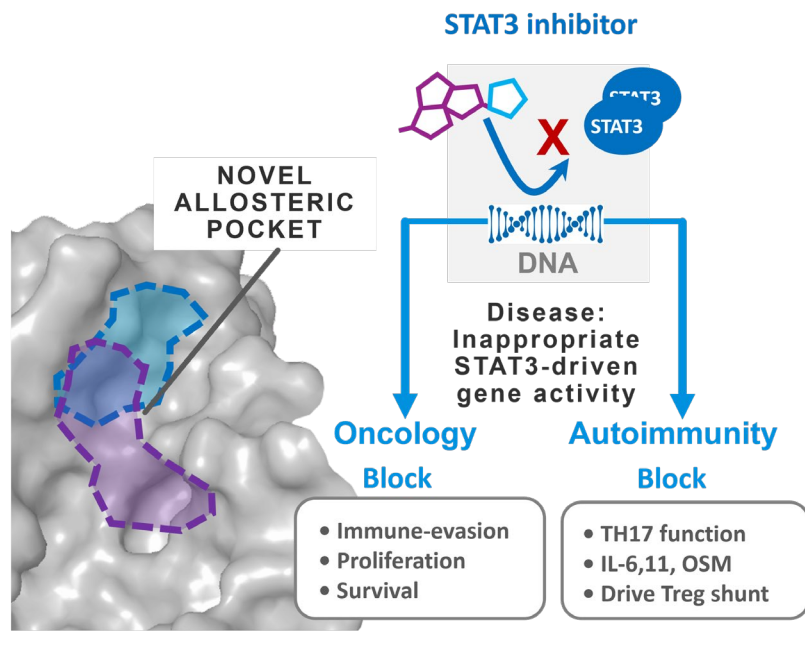 STAT3 inhibitor
STAT3
STAT3
X
NOVEL
ALLOSTERIC
POCKET
DNA
Disease:
Inappropriate
STAT3-driven
gene activity
Oncology
Block
• Immune-evasion
• Proliferation
• Survival
Autoimmunity
Block
• TH17 function
• IL-6,11, OSM
• Drive Treg shunt